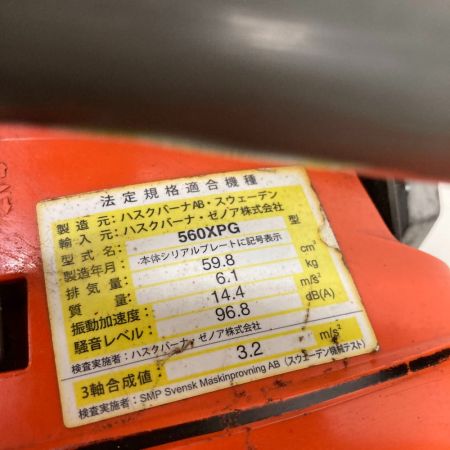 法定規格適合機種
製造元：ハスクバーナAB・スウェーデン
輸入元：ハスクバーナ・ゼノア株式会社
型式名： 560XPG 型
製造年月： 本体シリアルプレートに記号表示
排気量： 59.8 cm³
質量： 6.1 kg
振動加速度： 14.4 m/s²
騒音レベル： 96.8 dB(A)
検査実施者：ハスクバーナ・ゼノア株式会社
3軸合成値： 3.2 m/s²
検査実施者：SMP Svensk Maskinprovning AB（スウェーデン機械テスト）